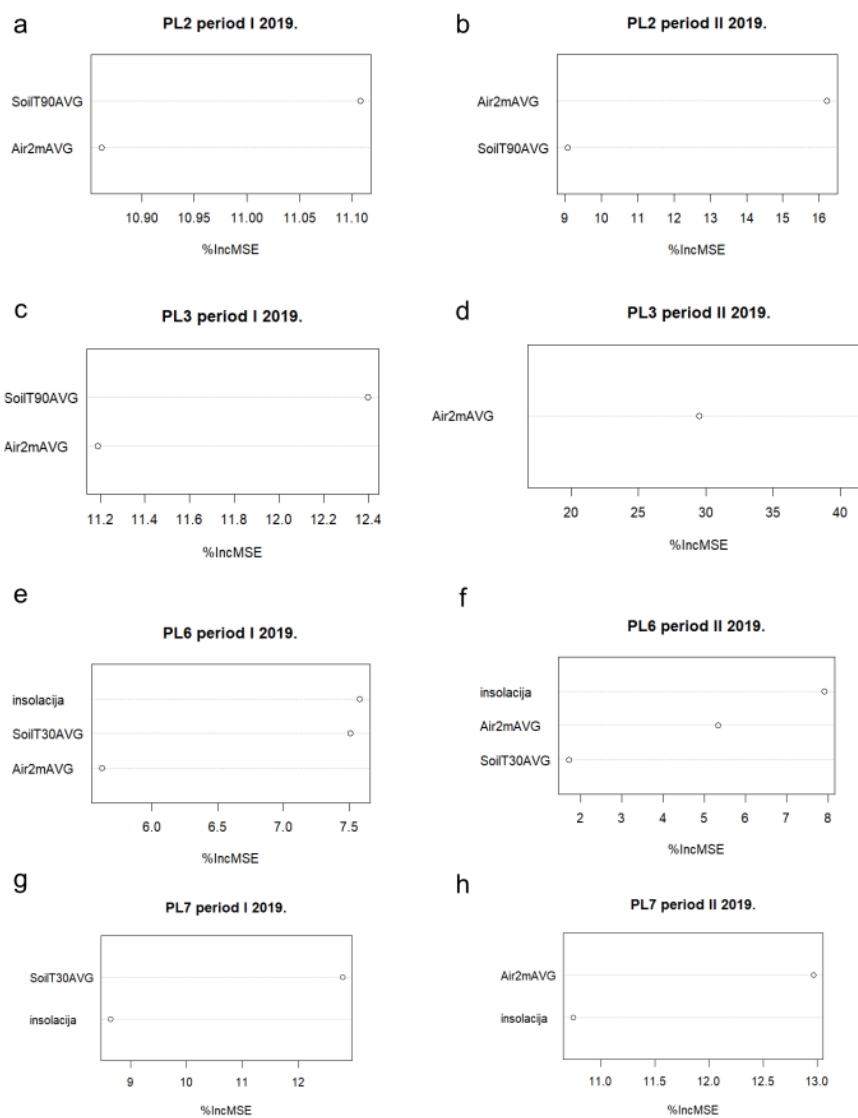 a
PL2 period I 2019.
SoilT90AVG
Air2mAVG
10.90 10.95 11.00 11.05 11.10
%IncMSE
b
PL2 period II 2019.
Air2mAVG
SoilT90AVG
9 10 11 12 13 14 15 16
%IncMSE
c
PL3 period I 2019.
SoilT90AVG
Air2mAVG
11.2 11.4 11.6 11.8 12.0 12.2 12.4
%IncMSE
d
PL3 period II 2019.
Air2mAVG
20 25 30 35 40
%IncMSE
e
PL6 period I 2019.
insolacija
SoilT30AVG
Air2mAVG
6.0 6.5 7.0 7.5
%IncMSE
f
PL6 period II 2019.
insolacija
Air2mAVG
SoilT30AVG
2 3 4 5 6 7 8
%IncMSE
g
PL7 period I 2019.
SoilT30AVG
insolacija
9 10 11 12
%IncMSE
h
PL7 period II 2019.
Air2mAVG
insolacija
11.0 11.5 12.0 12.5 13.0
%IncMSE